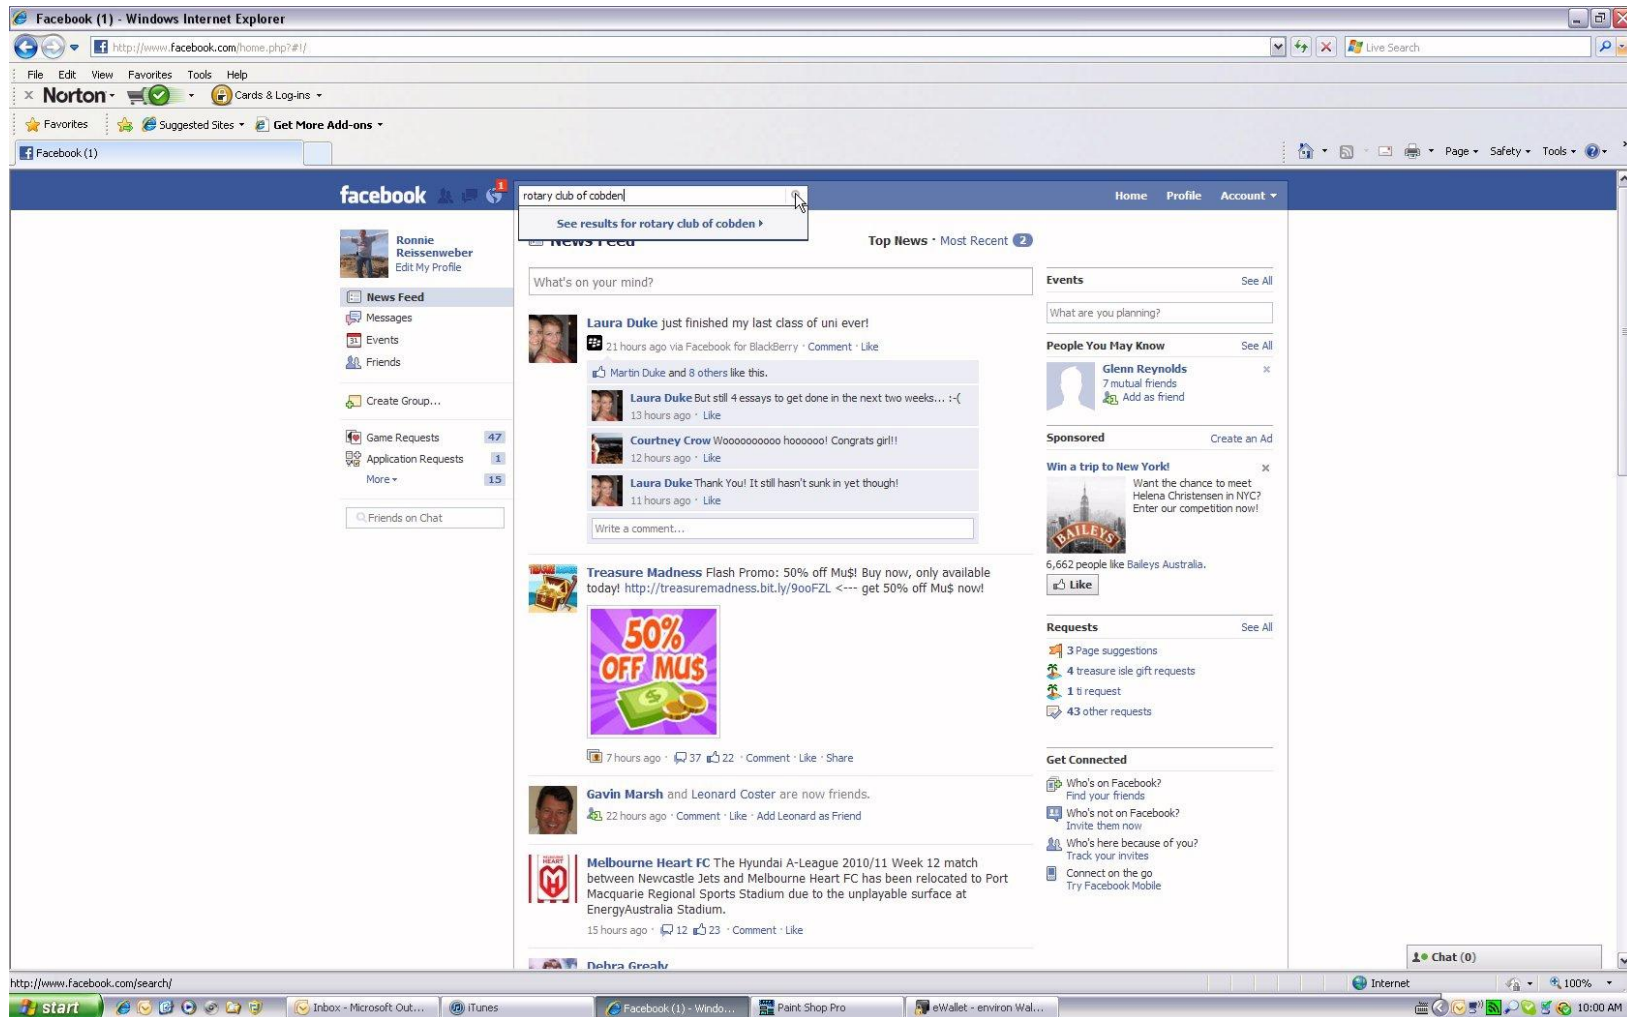 Facebook (1) - Windows Internet Explorer
http://www.facebook.com/home.php?#!/
Live Search
File Edit View Favorites Tools Help
x Norton Cards & Log-ins
Favorites Suggested Sites Get More Add-ons
Facebook (1)
Page Safety Tools
facebook
1
rotary club of cobden
Home Profile Account
See results for rotary club of cobden
Ronnie
Reissenweber
Edit My Profile
News Feed
Messages
31 Events
Friends
Create Group...
Game Requests 47
Application Requests 1
More 15
Friends on Chat
News Feed
Top News · Most Recent 2
What's on your mind?
Laura Duke just finished my last class of uni ever!
21 hours ago via Facebook for BlackBerry · Comment · Like
Martin Duke and 8 others like this.
Laura Duke But still 4 essays to get done in the next two weeks... :-(
13 hours ago · Like
Courtney Crow Woooooooooo hoooooo! Congrats girl!!
12 hours ago · Like
Laura Duke Thank You! It still hasn't sunk in yet though!
11 hours ago · Like
Write a comment...
Treasure Madness Flash Promo: 50% off Mu$! Buy now, only available
today! http://treasuremadness.bit.ly/9ooFZL <--- get 50% off Mu$ now!
50%
OFF MU$
7 hours ago · 37 22 · Comment · Like · Share
Gavin Marsh and Leonard Coster are now friends.
22 hours ago · Comment · Like · Add Leonard as Friend
Melbourne Heart FC The Hyundai A-League 2010/11 Week 12 match
between Newcastle Jets and Melbourne Heart FC has been relocated to Port
Macquarie Regional Sports Stadium due to the unplayable surface at
EnergyAustralia Stadium.
15 hours ago · 12 23 · Comment · Like
Debra Grealy
Events See All
What are you planning?
People You May Know See All
Glenn Reynolds x
7 mutual friends
Add as friend
Sponsored Create an Ad
Win a trip to New York! x
Want the chance to meet
Helena Christensen in NYC?
Enter our competition now!
BAILEYS
6,662 people like Baileys Australia.
Like
Requests See All
3 Page suggestions
4 treasure isle gift requests
1 ti request
43 other requests
Get Connected
Who's on Facebook?
Find your friends
Who's not on Facebook?
Invite them now
Who's here because of you?
Track your invites
Connect on the go
Try Facebook Mobile
Chat (0)
http://www.facebook.com/search/
Internet 100%
start
Inbox - Microsoft Out...
iTunes
Facebook (1) - Windo...
Paint Shop Pro
eWallet - environ Wal...
10:00 AM